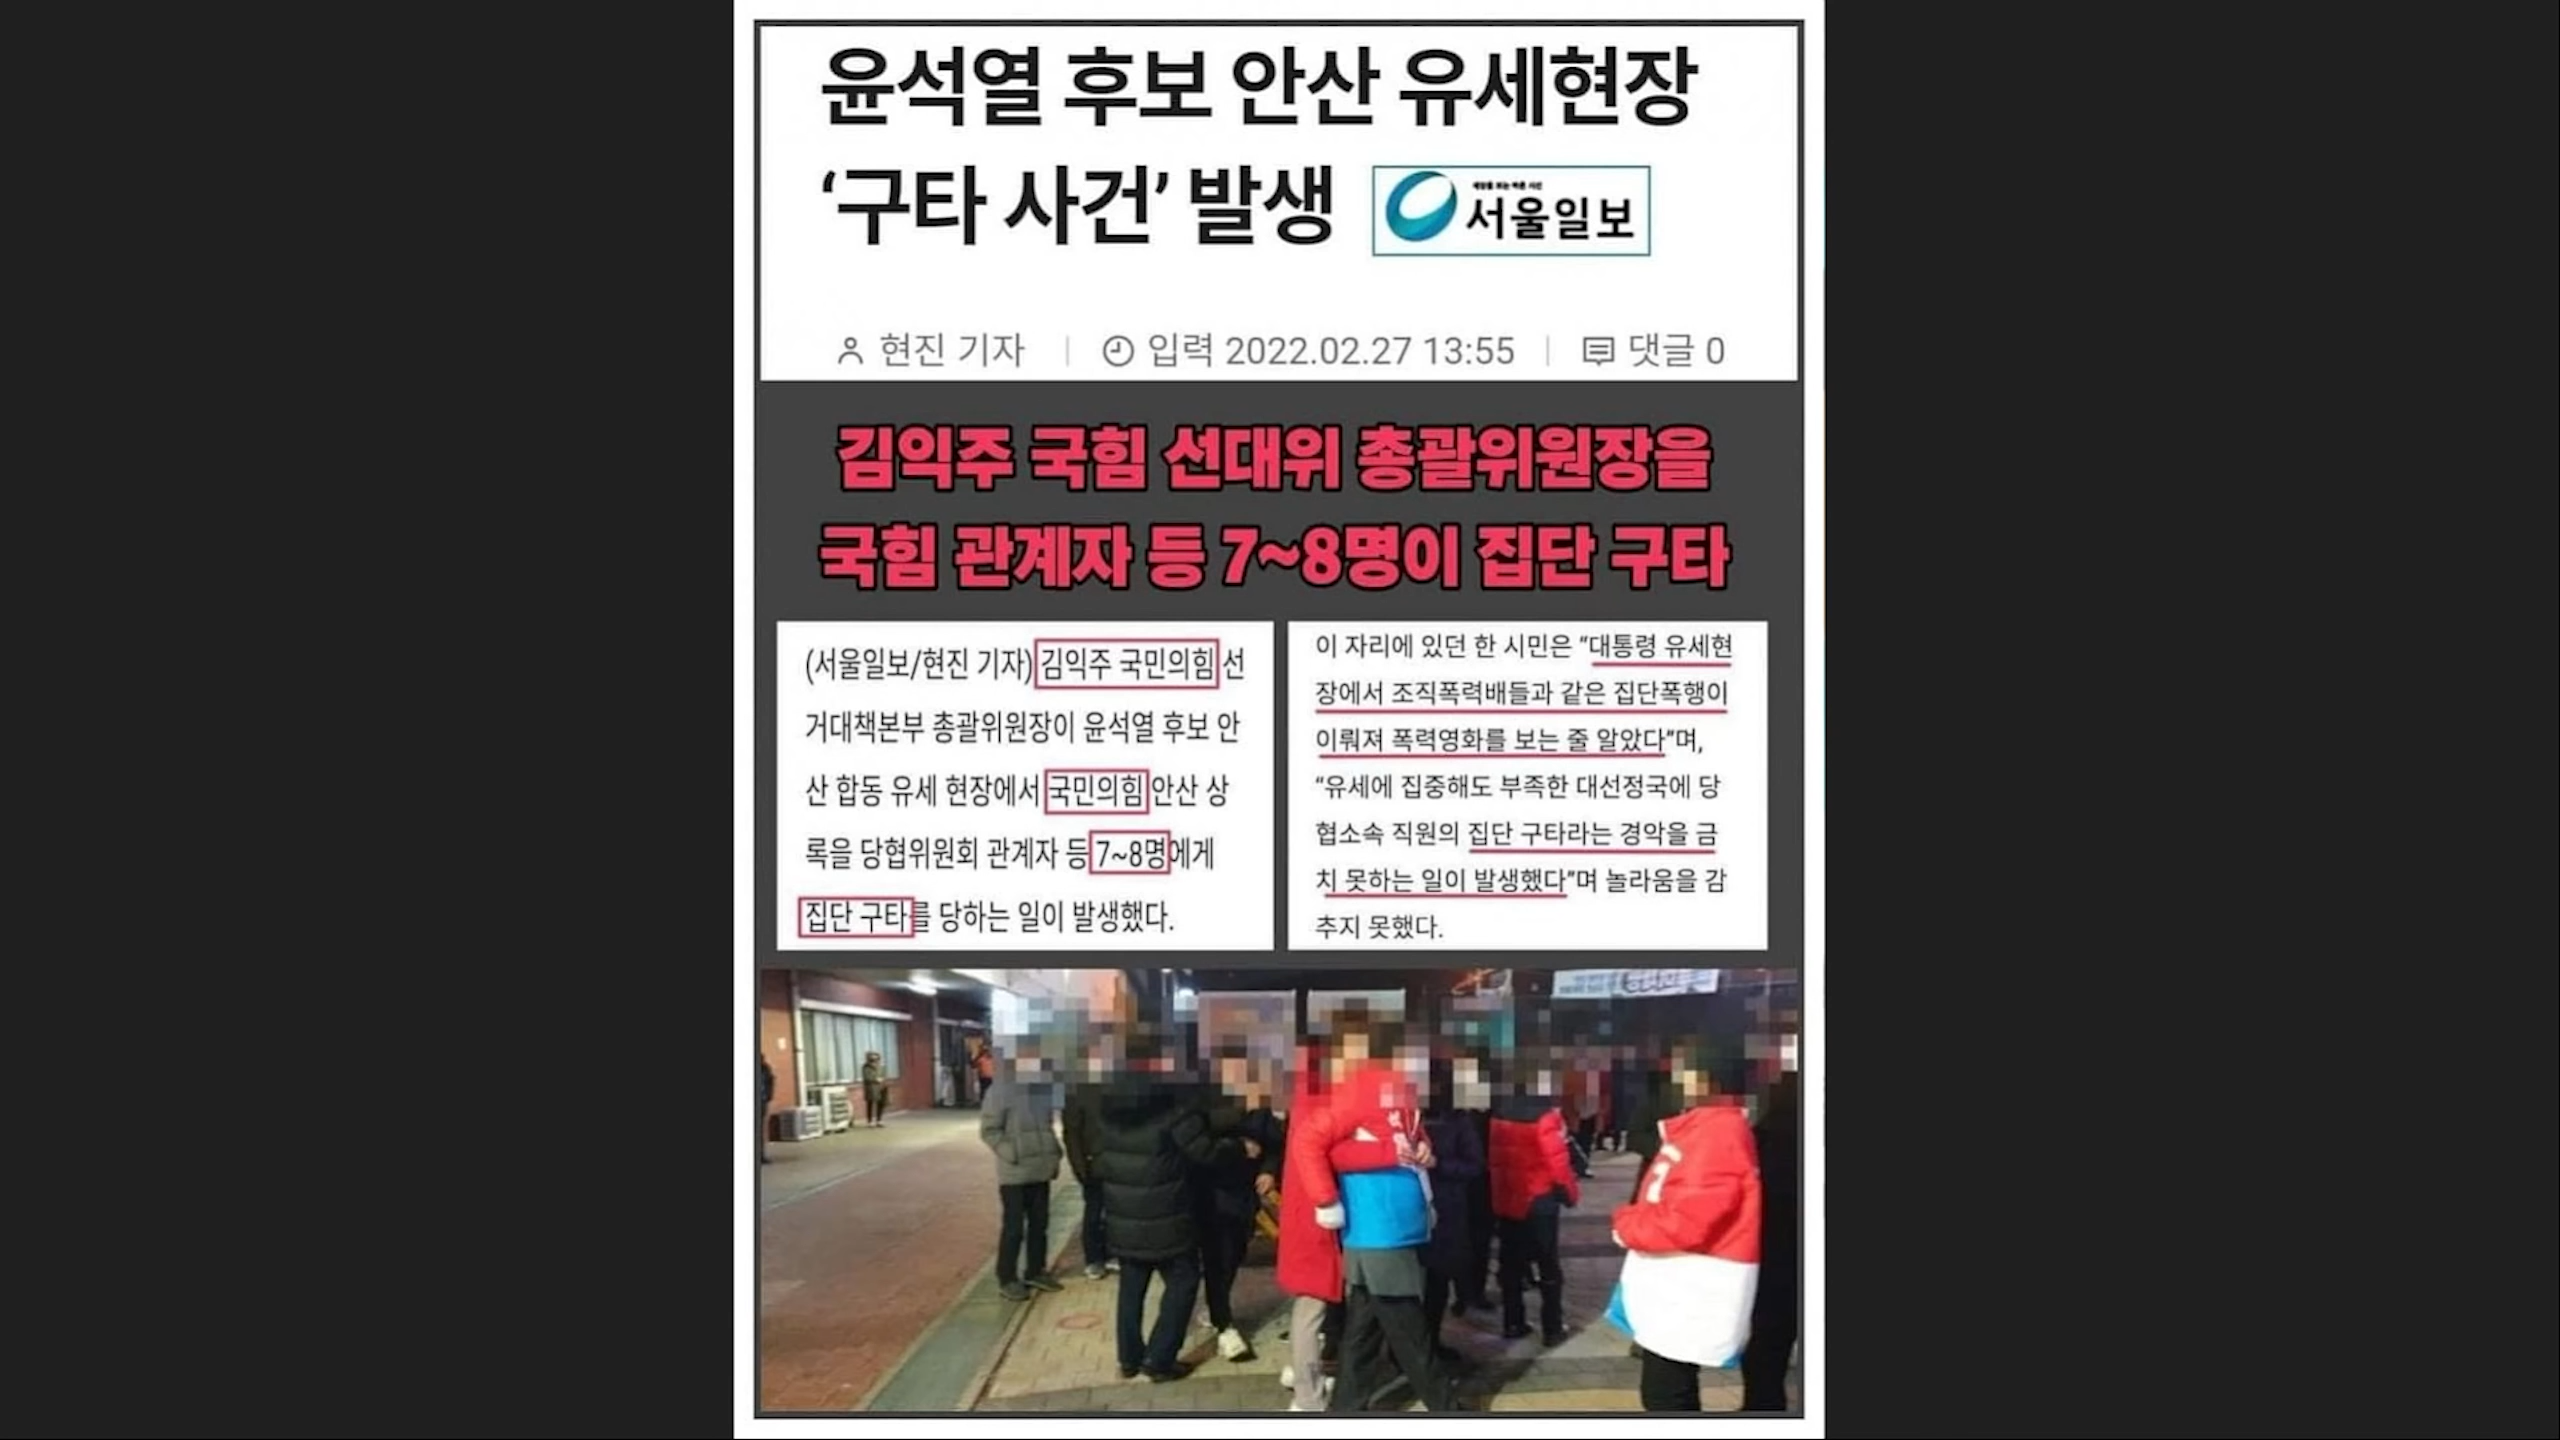 윤석열 후보 안산 유세현장
‘구타 사건’ 발생
세상을 보는 바른 시선
서울일보
현진 기자 | 입력 2022.02.27 13:55 | 댓글 0
김익주 국힘 선대위 총괄위원장을
국힘 관계자 등 7~8명이 집단 구타
(서울일보/현진 기자) 김익주 국민의힘 선
거대책본부 총괄위원장이 윤석열 후보 안
산 합동 유세 현장에서 국민의힘 안산 상
록을 당협위원회 관계자 등 7~8명에게
집단 구타를 당하는 일이 발생했다.
이 자리에 있던 한 시민은 “대통령 유세현
장에서 조직폭력배들과 같은 집단폭행이
이뤄져 폭력영화를 보는 줄 알았다”며,
“유세에 집중해도 부족한 대선정국에 당
협소속 직원의 집단 구타라는 경악을 금
치 못하는 일이 발생했다”며 놀라움을 감
추지 못했다.